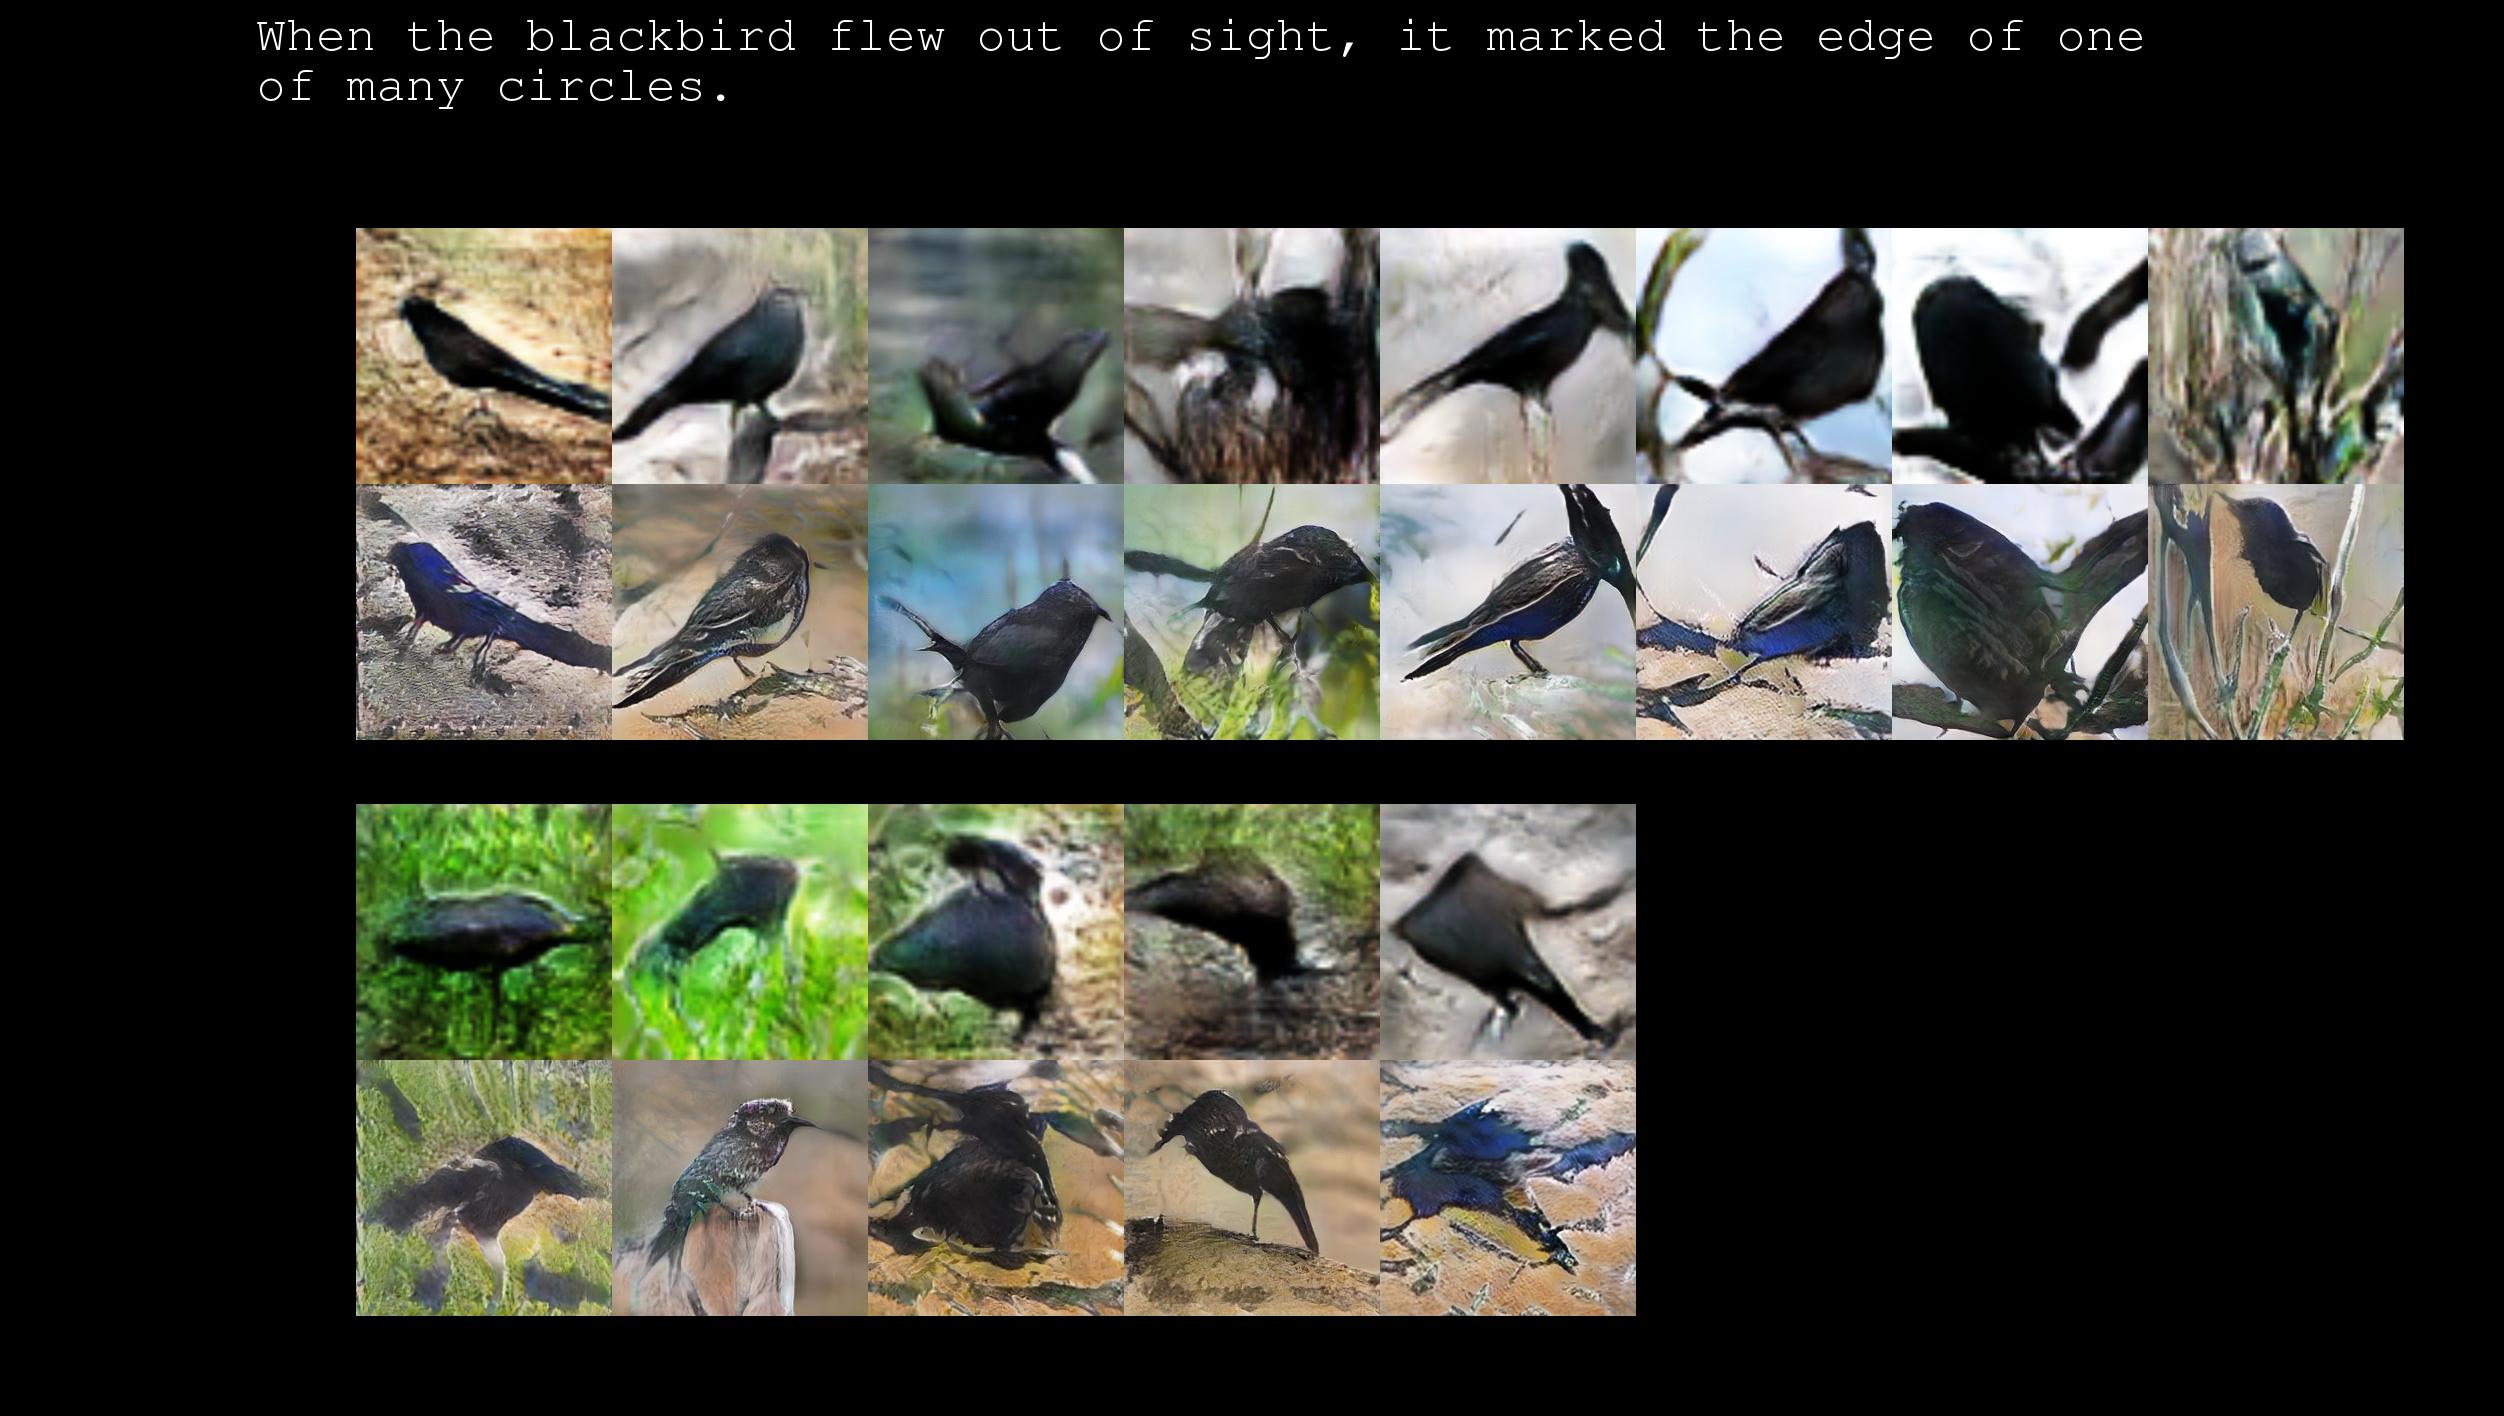 When the blackbird flew out of sight, it marked the edge of one
of many circles.